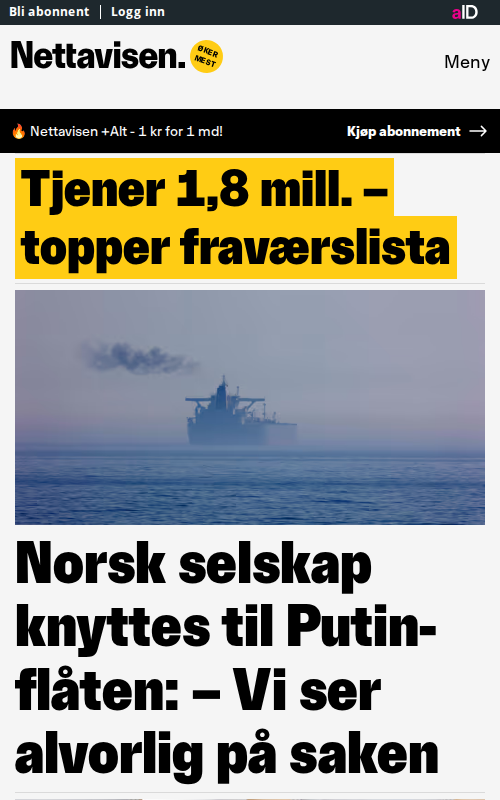 Bli abonnent | Logg inn
aID
Nettavisen.
ØKER MEST
Meny
🔥 Nettavisen +Alt - 1 kr for 1 md!
Kjøp abonnement →
Tjener 1,8 mill. –
topper fraværslista
Norsk selskap
knyttes til Putin-
flåten: – Vi ser
alvorlig på saken